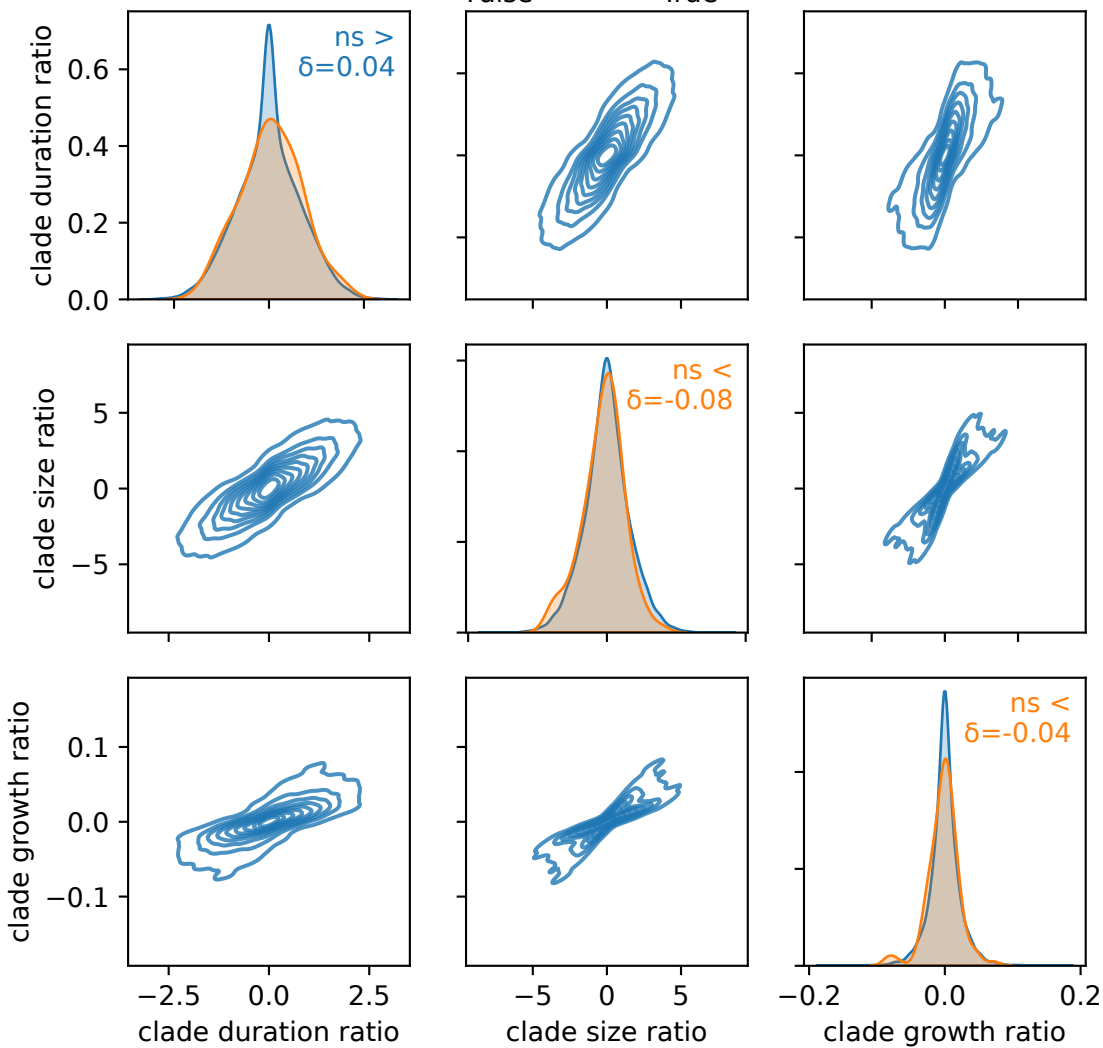 clade duration ratio
0.6
0.4
0.2
0.0
ns >
δ=0.04
clade size ratio
5
0
−5
ns <
δ=-0.08
clade growth ratio
0.1
0.0
−0.1
ns <
δ=-0.04
−2.5 0.0 2.5
−5 0 5
−0.2 0.0 0.2
clade duration ratio
clade size ratio
clade growth ratio